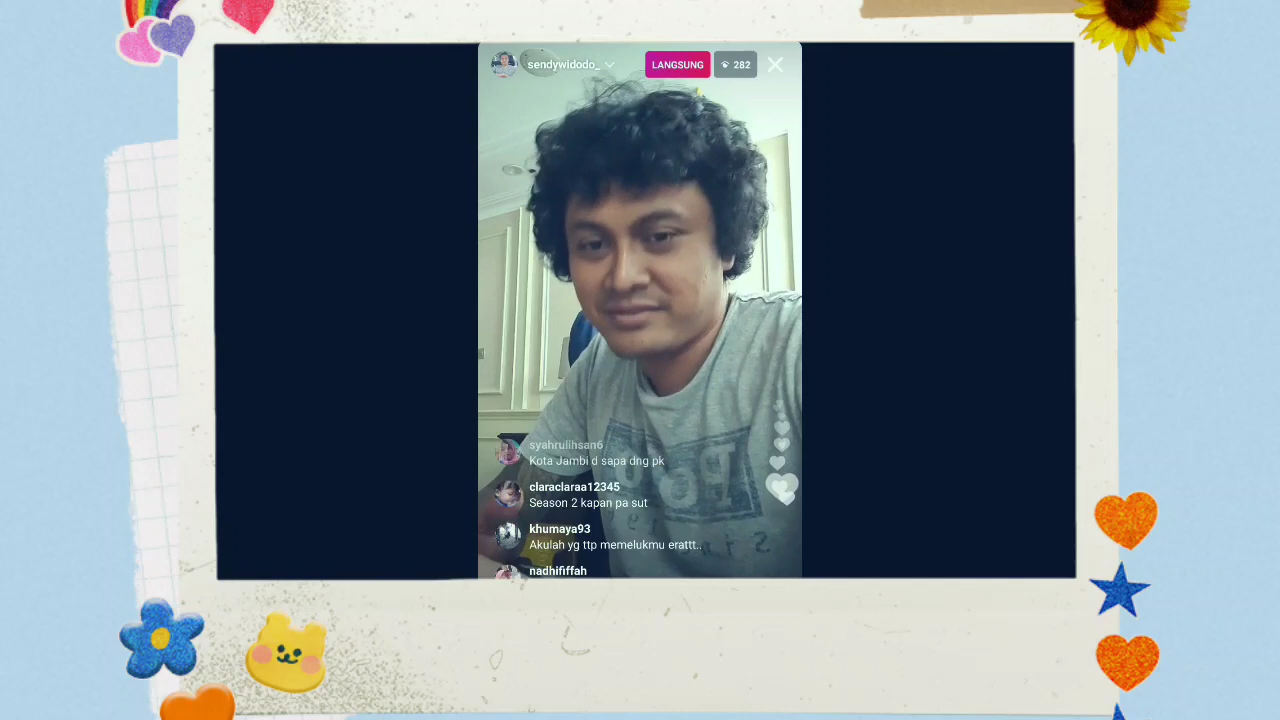 sendywidodo_
LANGSUNG
282
syahrulihsan6
Kota Jambi d sapa dng pk
claraclaraa12345
Season 2 kapan pa sut
khumaya93
Akulah yg ttp memelukmu erattt..
nadhififfah